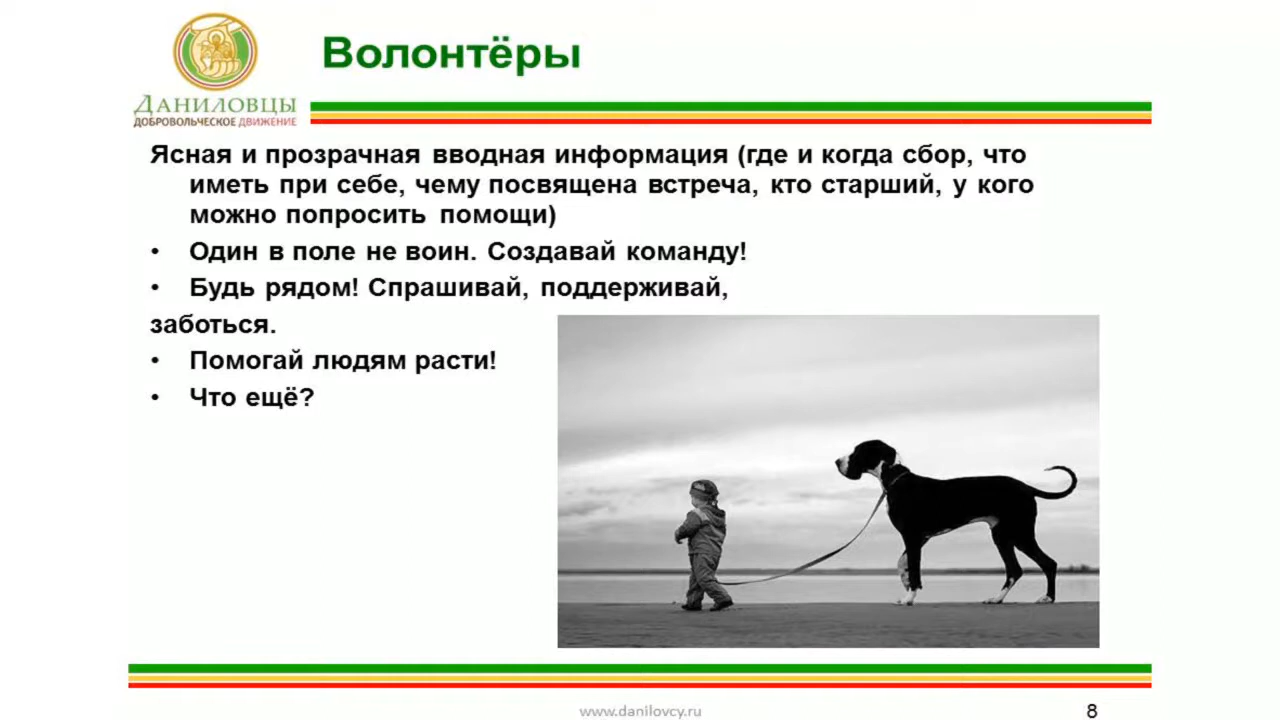 Волонтёры
ДАНИЛОВЦЫ
ДОБРОВОЛЬЧЕСКОЕ ДВИЖЕНИЕ
Ясная и прозрачная вводная информация (где и когда сбор, что
иметь при себе, чему посвящена встреча, кто старший, у кого
можно попросить помощи)
• Один в поле не воин. Создавай команду!
• Будь рядом! Спрашивай, поддерживай,
заботься.
• Помогай людям расти!
• Что ещё?
www.danilovcy.ru
8